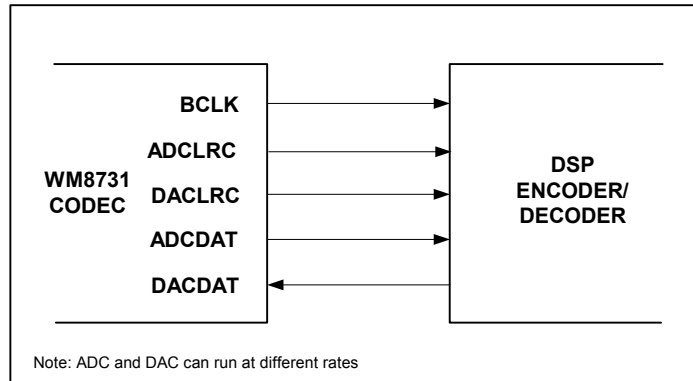 BCLK
ADCLRC
WM8731
CODEC
DACLRC
ADCDAT
DACDAT
DSP
ENCODER/
DECODER
Note: ADC and DAC can run at different rates